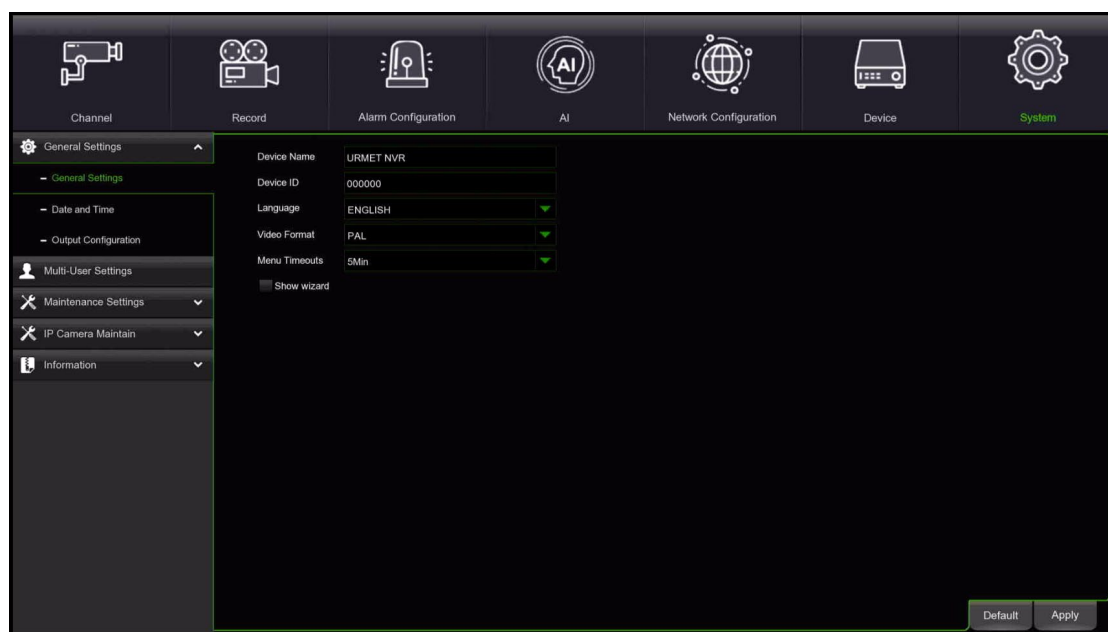 Channel
Record
Alarm Configuration
AI
AI
Network Configuration
Device
System
General Settings
General Settings
Date and Time
Output Configuration
Multi-User Settings
Maintenance Settings
IP Camera Maintain
Information
Device Name URMET NVR
Device ID 000000
Language ENGLISH
Video Format PAL
Menu Timeouts 5Min
Show wizard
Default Apply